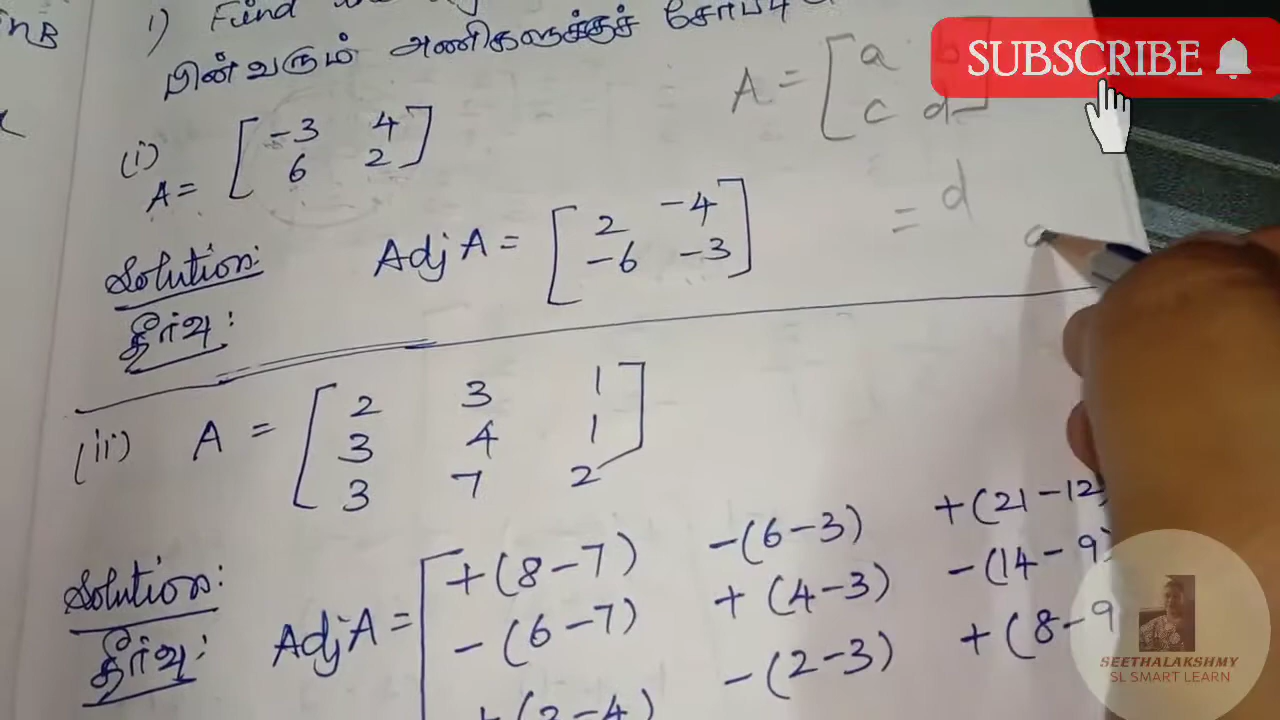 i) Find
பின்வரும் அணிகளுக்குச்
SUBSCRIBE
A = [ a
c d ]
= d
(i) A = [ -3 4
6 2 ]
Solution: Adj A = [ 2 -4
-6 -3 ]
தீர்வு:
(ii) A = [ 2 3 1
3 4 1
3 7 2 ]
Solution: Adj A = [ +(8-7) -(6-3) +(21-12)
தீர்வு: -(6-7) +(4-3) -(14-9)
-(2-3) +(8-9
SEETHALAKSHMY
SL SMART LEARN